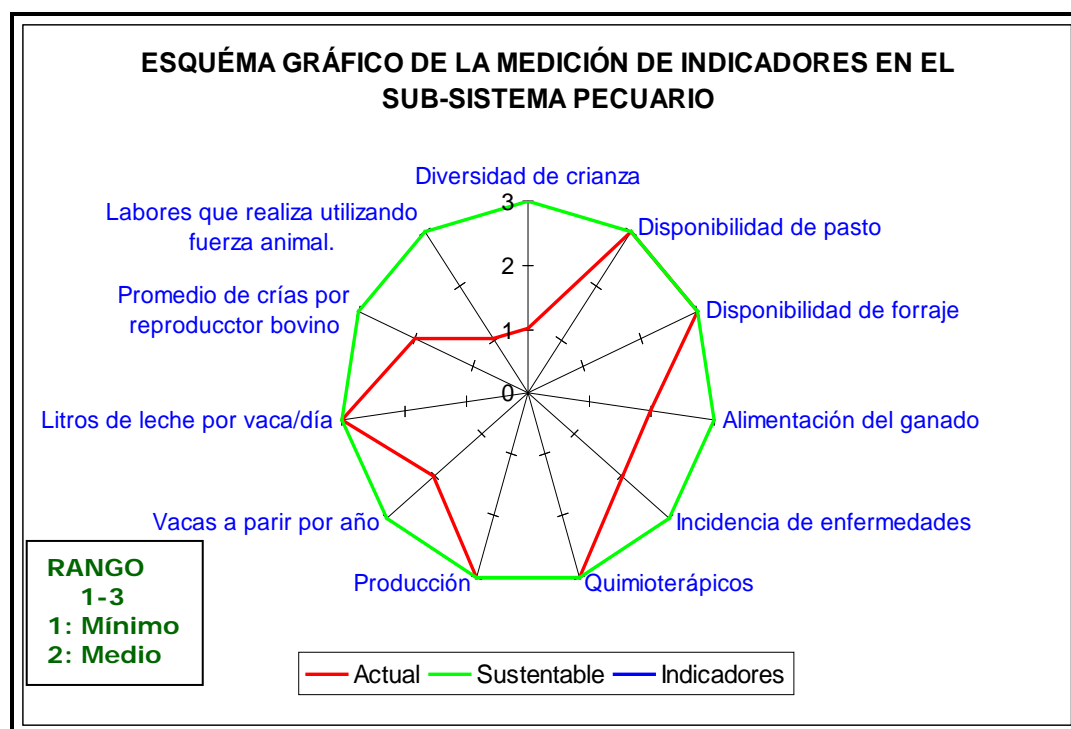 ESQUÉMA GRÁFICO DE LA MEDICIÓN DE INDICADORES EN EL
SUB-SISTEMA PECUARIO
Diversidad de crianza
Disponibilidad de pasto
Disponibilidad de forraje
Alimentación del ganado
Incidencia de enfermedades
Quimioterápicos
Producción
Vacas a parir por año
Litros de leche por vaca/día
Promedio de crías por
reproducctor bovino
Labores que realiza utilizando
fuerza animal.
3
2
1
0
RANGO
1-3
1: Mínimo
2: Medio
Actual
Sustentable
Indicadores